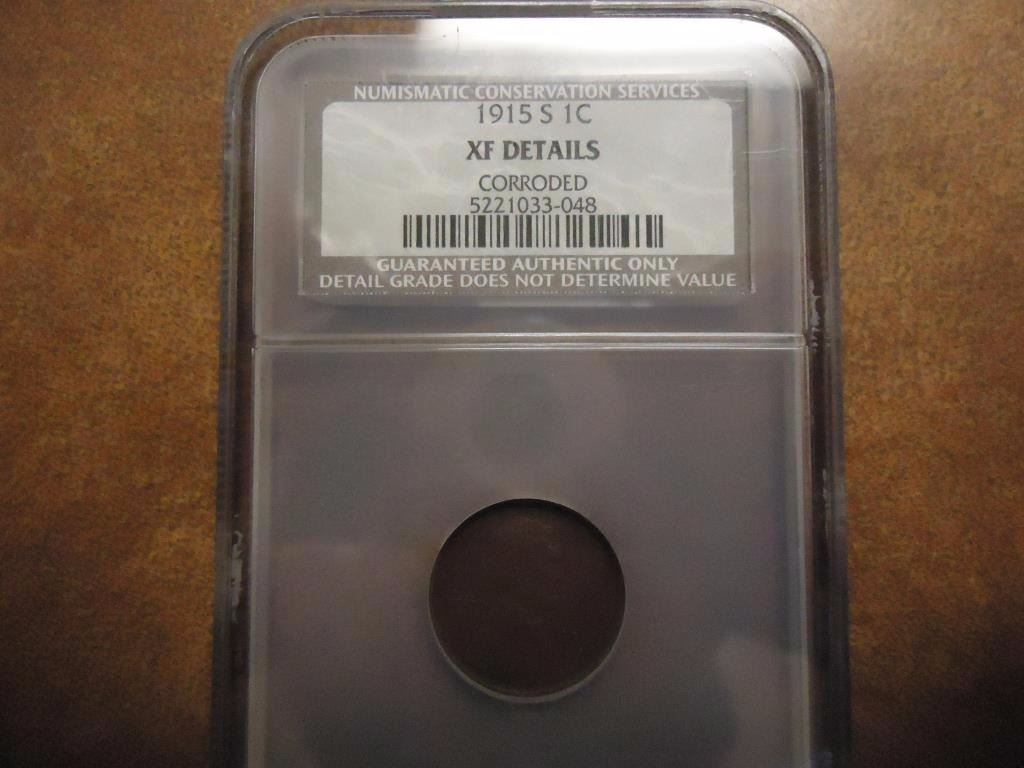 NUMISMATIC CONSERVATION SERVICES
1915 S 1C
XF DETAILS
CORRODED
5221033-048
GUARANTEED AUTHENTIC ONLY
DETAIL GRADE DOES NOT DETERMINE VALUE